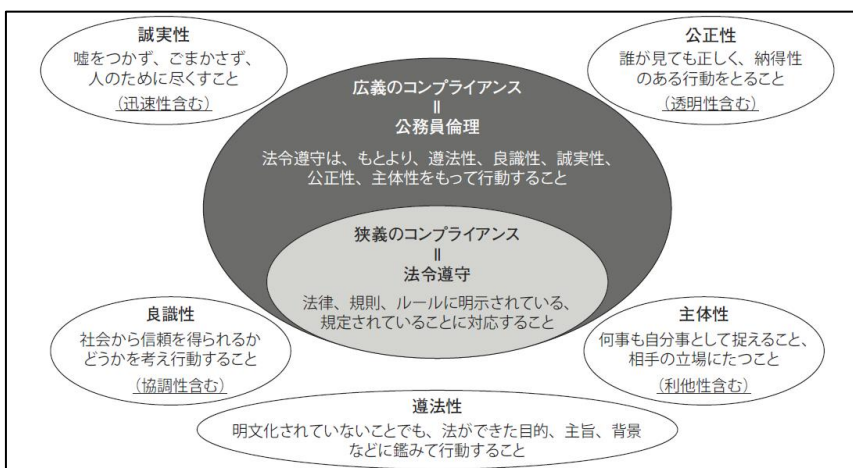 誠実性
嘘をつかず、ごまかさず、
人のために尽くすこと
（迅速性含む）
公正性
誰が見ても正しく、納得性
のある行動をとること
（透明性含む）
広義のコンプライアンス
＝
公務員倫理
法令遵守は、もとより、遵法性、良識性、誠実性、
公正性、主体性をもって行動すること
狭義のコンプライアンス
＝
法令遵守
法律、規則、ルールに明示されている、
規定されていることに対応すること
良識性
社会から信頼を得られるか
どうかを考え行動すること
（協調性含む）
主体性
何事も自分事として捉えること、
相手の立場にたつこと
（利他性含む）
遵法性
明文化されていないことでも、法ができた目的、主旨、背景
などに鑑みて行動すること